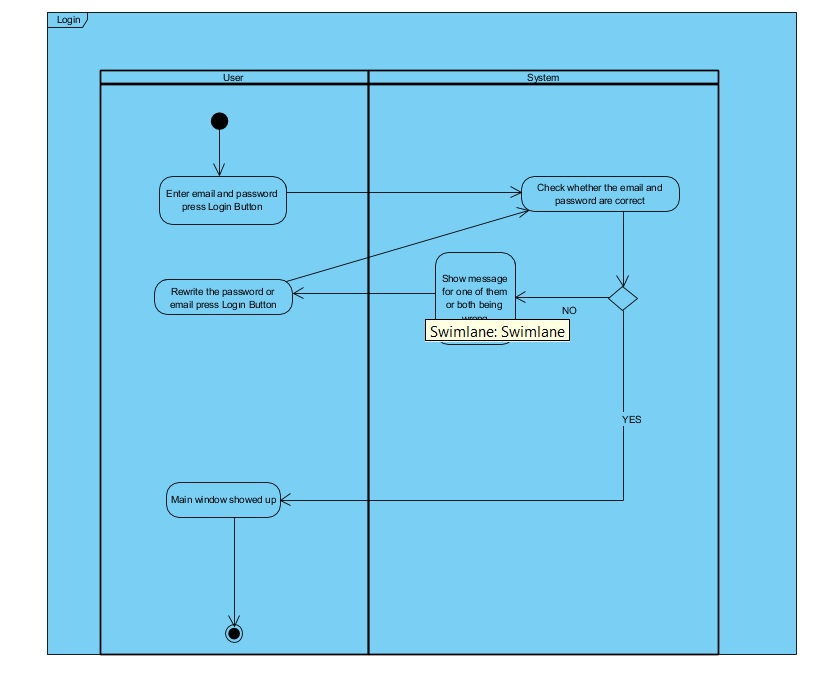 Login
User
System
Enter email and password
press Login Button
Check whether the email and
password are correct
Rewrite the password or
email press Login Button
Show message
for one of them
or both being
wrong
NO
Swimlane: Swimlane
YES
Main window showed up